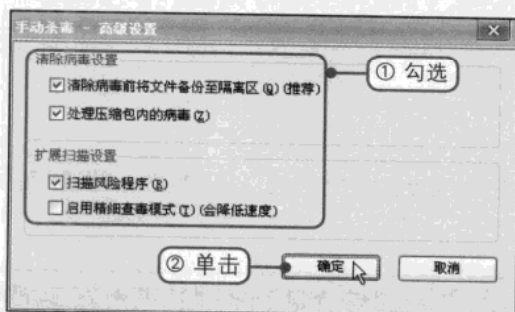 手动杀毒 - 高级设置
清除病毒设置
① 勾选
清除病毒前将文件备份至隔离区(Q)(推荐)
处理压缩包内的病毒(Z)
扩展扫描设置
扫描风险程序(R)
启用精细查毒模式(T)(会降低速度)
② 单击
确定
取消